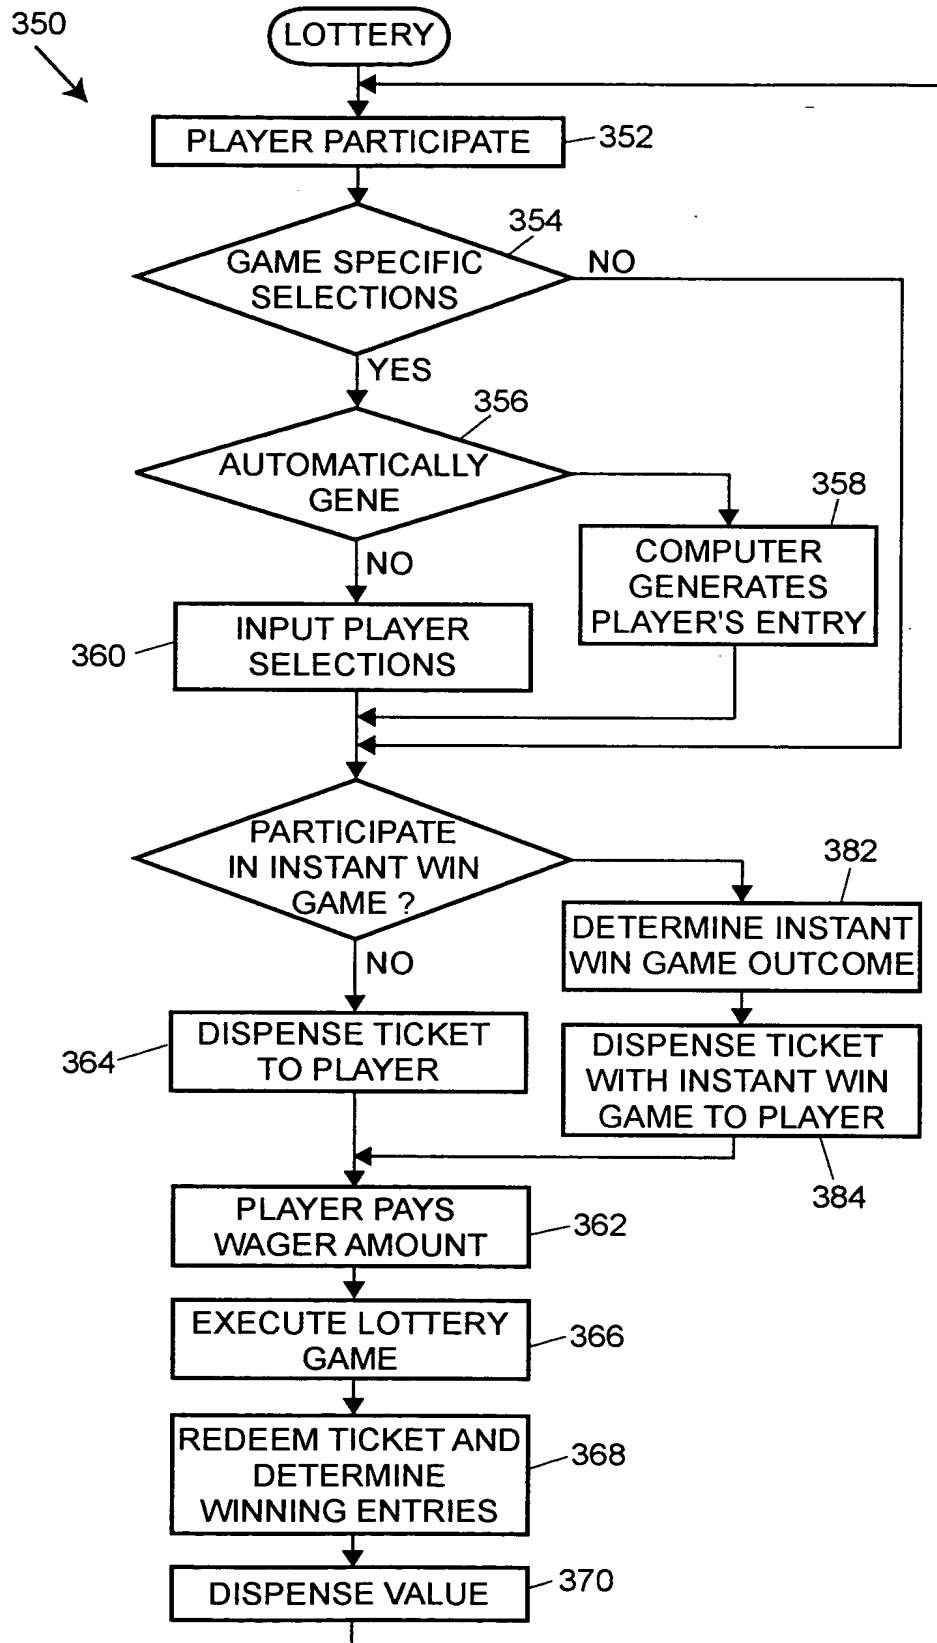 350
LOTTERY
PLAYER PARTICIPATE
352
354
GAME SPECIFIC
SELECTIONS
NO
YES
356
AUTOMATICALLY
GENE
358
COMPUTER
GENERATES
PLAYER'S ENTRY
NO
360
INPUT PLAYER
SELECTIONS
PARTICIPATE
IN INSTANT WIN
GAME ?
382
DETERMINE INSTANT
WIN GAME OUTCOME
NO
364
DISPENSE TICKET
TO PLAYER
DISPENSE TICKET
WITH INSTANT WIN
GAME TO PLAYER
384
PLAYER PAYS
WAGER AMOUNT
362
EXECUTE LOTTERY
GAME
366
REDEEM TICKET AND
DETERMINE
WINNING ENTRIES
368
DISPENSE VALUE
370